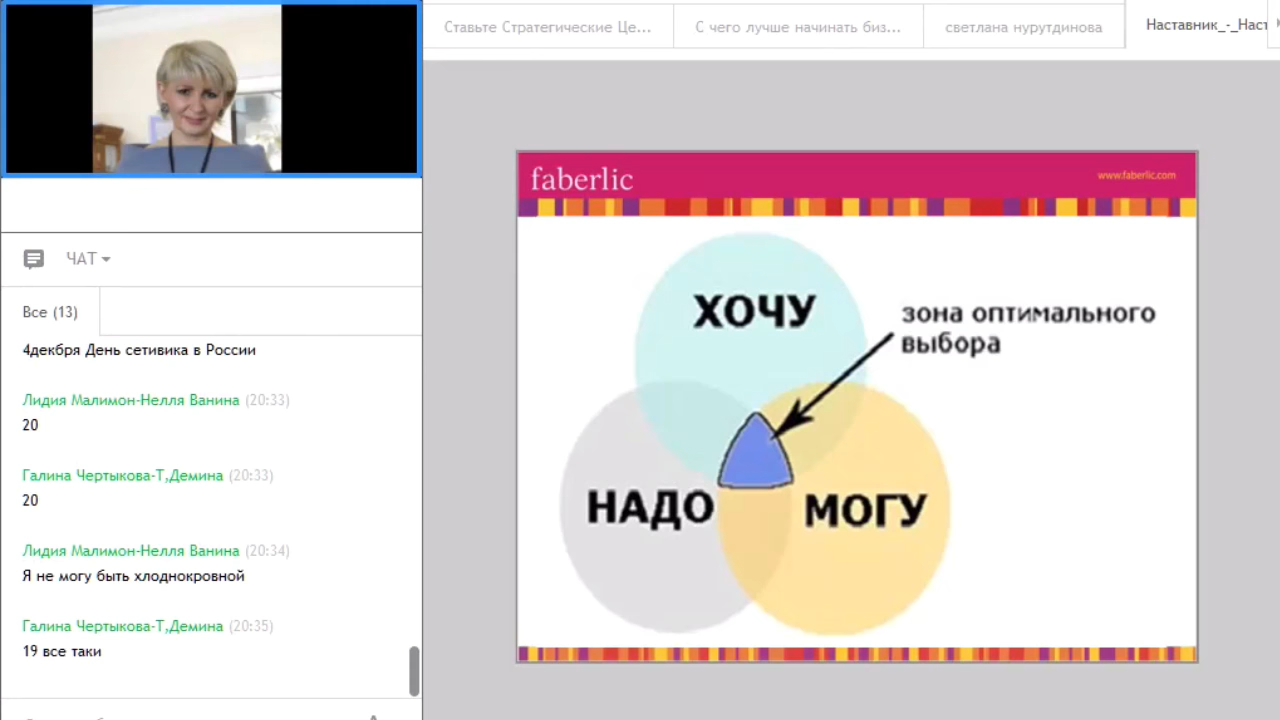 Ставьте Стратегические Це...
С чего лучше начинать биз...
светлана нурутдинова
Наставник_-_Наст
ЧАТ
Все (13)
4декбря День сетивика в России
Лидия Малимон-Нелля Ванина (20:33)
20
Галина Чертыкова-Т,Демина (20:33)
20
Лидия Малимон-Нелля Ванина (20:34)
Я не могу быть хлоднокровной
Галина Чертыкова-Т,Демина (20:35)
19 все таки
faberlic
www.faberlic.com
ХОЧУ
зона оптимального
выбора
НАДО
МОГУ